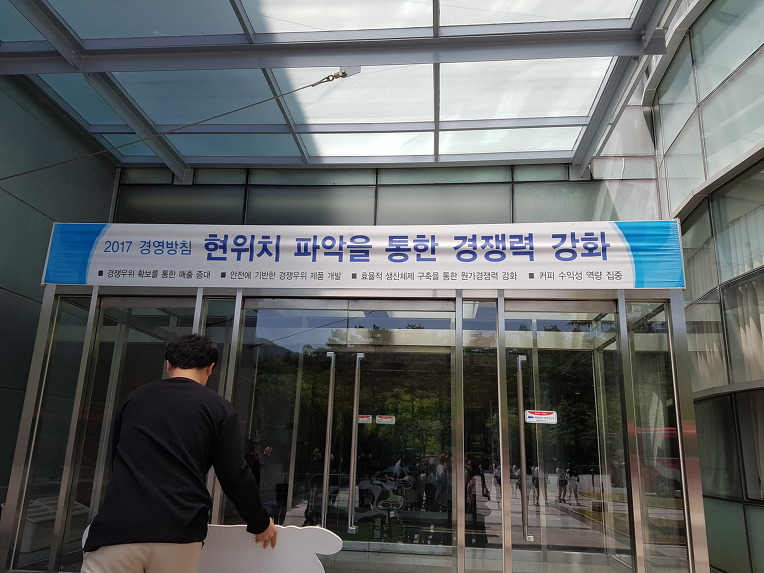 2017 경영방침 현위치 파악을 통한 경쟁력 강화
■ 경쟁우위 확보를 통한 매출 증대 ■ 안전에 기반한 경쟁우위 제품 개발 ■ 효율적 생산체제 구축을 통한 원가경쟁력 강화 ■ 커피 수익성 역량 집중